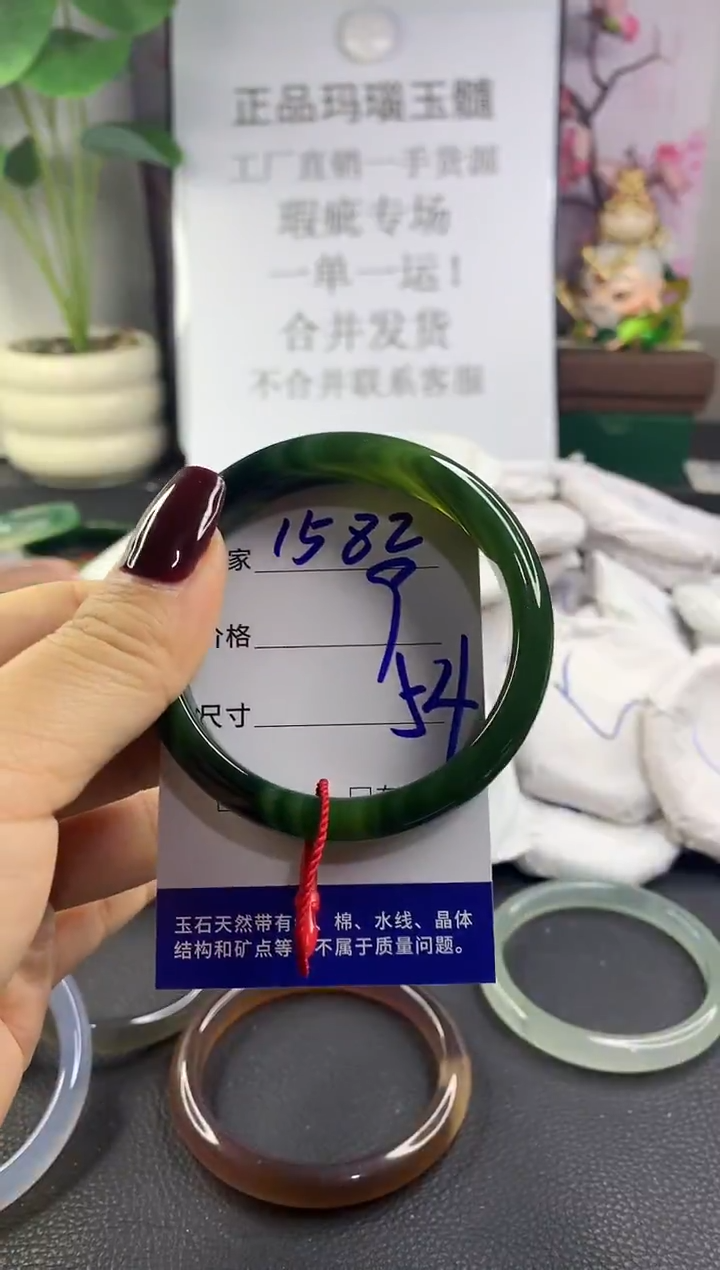 正品玛瑙玉髓
工厂直销一手货源
瑕疵专场
一单一运！
合并发货
不合并联系客服
家 1582
价格 9
尺寸 54
玉石天然带有 、棉、水线、晶体
结构和矿点等 不属于质量问题。